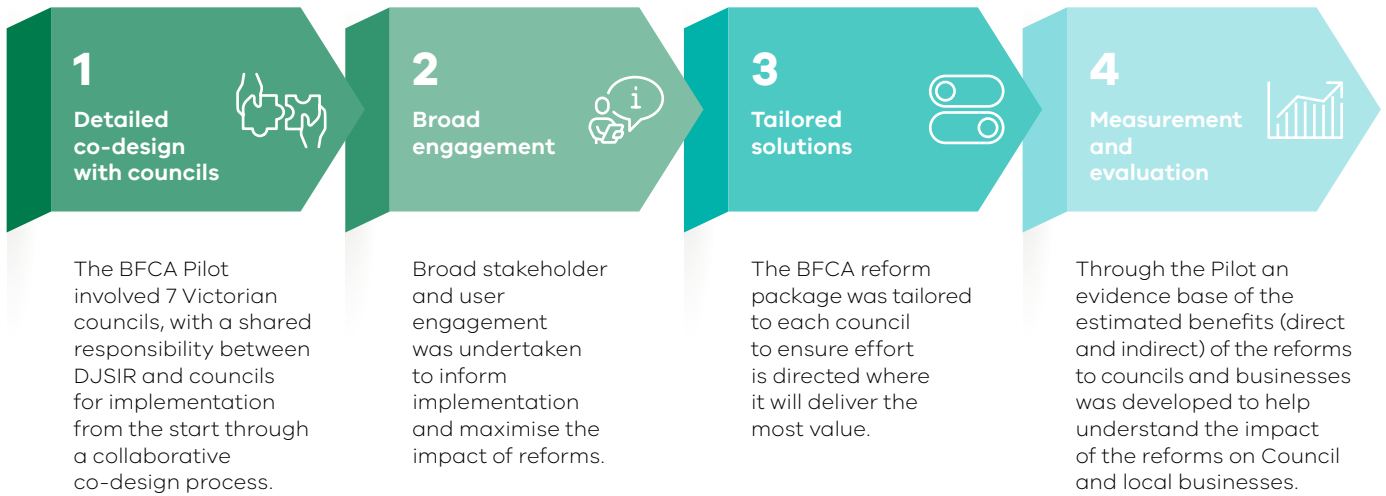 1
Detailed
co-design
with councils
The BFCA Pilot
involved 7 Victorian
councils, with a shared
responsibility between
DJSIR and councils
for implementation
from the start through
a collaborative
co-design process.
2
Broad
engagement
i
Broad stakeholder
and user
engagement
was undertaken
to inform
implementation
and maximise the
impact of reforms.
3
Tailored
solutions
The BFCA reform
package was tailored
to each council
to ensure effort
is directed where
it will deliver the
most value.
4
Measurement
and
evaluation
Through the Pilot an
evidence base of the
estimated benefits (direct
and indirect) of the reforms
to councils and businesses
was developed to help
understand the impact
of the reforms on Council
and local businesses.